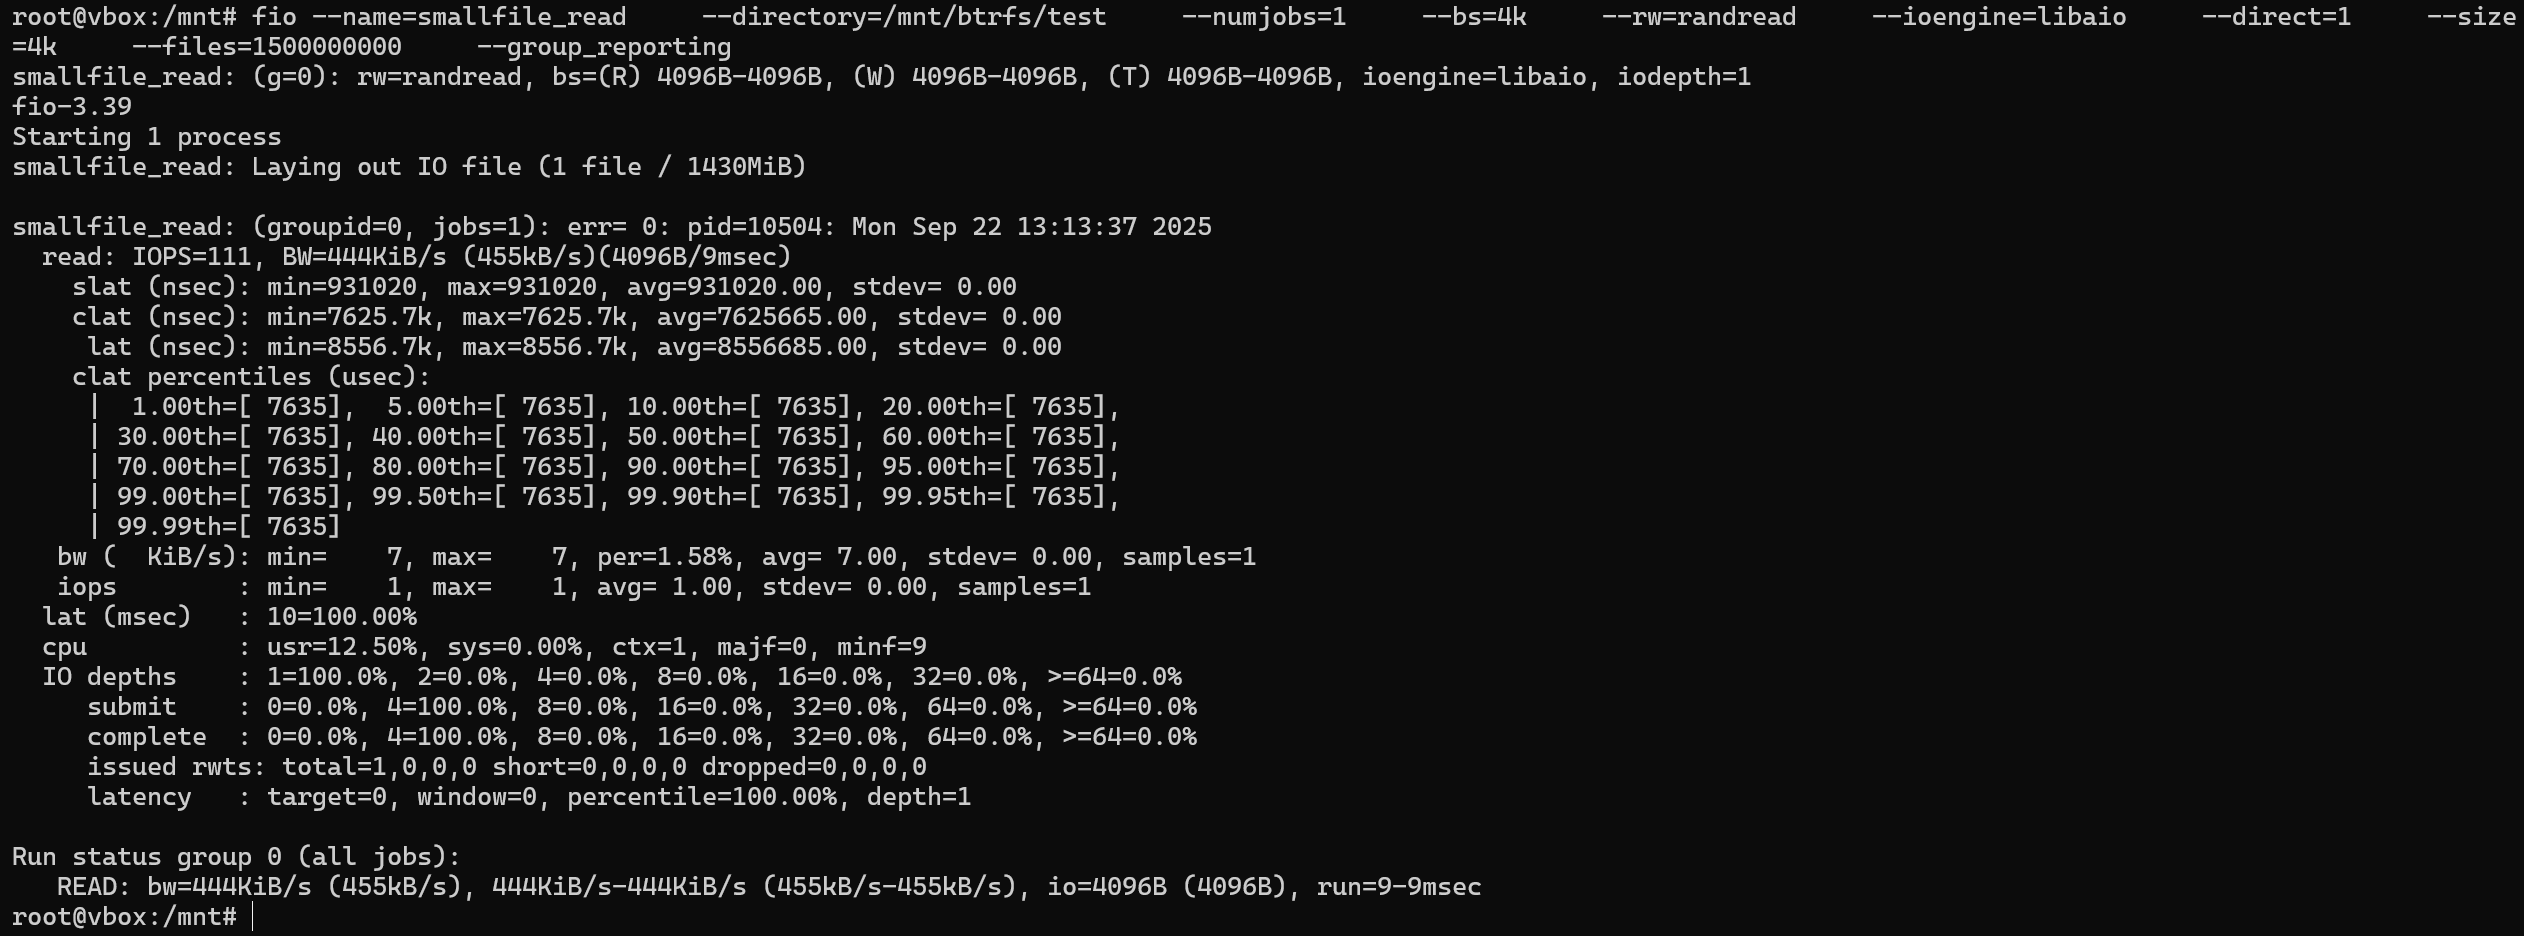 root@vbox:/mnt# fio --name=smallfile_read     --directory=/mnt/btrfs/test     --numjobs=1     --bs=4k     --rw=randread     --ioengine=libaio     --direct=1     --size
=4k     --files=1500000000     --group_reporting
smallfile_read: (g=0): rw=randread, bs=(R) 4096B-4096B, (W) 4096B-4096B, (T) 4096B-4096B, ioengine=libaio, iodepth=1
fio-3.39
Starting 1 process
smallfile_read: Laying out IO file (1 file / 1430MiB)

smallfile_read: (groupid=0, jobs=1): err= 0: pid=10504: Mon Sep 22 13:13:37 2025
  read: IOPS=111, BW=444KiB/s (455kB/s)(4096B/9msec)
    slat (nsec): min=931020, max=931020, avg=931020.00, stdev= 0.00
    clat (nsec): min=7625.7k, max=7625.7k, avg=7625665.00, stdev= 0.00
     lat (nsec): min=8556.7k, max=8556.7k, avg=8556685.00, stdev= 0.00
    clat percentiles (usec):
     |  1.00th=[ 7635],  5.00th=[ 7635], 10.00th=[ 7635], 20.00th=[ 7635],
     | 30.00th=[ 7635], 40.00th=[ 7635], 50.00th=[ 7635], 60.00th=[ 7635],
     | 70.00th=[ 7635], 80.00th=[ 7635], 90.00th=[ 7635], 95.00th=[ 7635],
     | 99.00th=[ 7635], 99.50th=[ 7635], 99.90th=[ 7635], 99.95th=[ 7635],
     | 99.99th=[ 7635]
   bw (  KiB/s): min=    7, max=    7, per=1.58%, avg= 7.00, stdev= 0.00, samples=1
   iops        : min=    1, max=    1, avg= 1.00, stdev= 0.00, samples=1
  lat (msec)   : 10=100.00%
  cpu          : usr=12.50%, sys=0.00%, ctx=1, majf=0, minf=9
  IO depths    : 1=100.0%, 2=0.0%, 4=0.0%, 8=0.0%, 16=0.0%, 32=0.0%, >=64=0.0%
     submit    : 0=0.0%, 4=100.0%, 8=0.0%, 16=0.0%, 32=0.0%, 64=0.0%, >=64=0.0%
     complete  : 0=0.0%, 4=100.0%, 8=0.0%, 16=0.0%, 32=0.0%, 64=0.0%, >=64=0.0%
     issued rwts: total=1,0,0,0 short=0,0,0,0 dropped=0,0,0,0
     latency   : target=0, window=0, percentile=100.00%, depth=1

Run status group 0 (all jobs):
   READ: bw=444KiB/s (455kB/s), 444KiB/s-444KiB/s (455kB/s-455kB/s), io=4096B (4096B), run=9-9msec
root@vbox:/mnt#